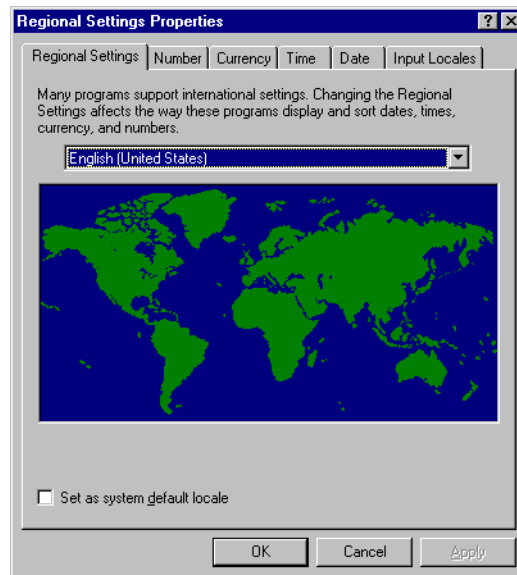 Regional Settings Properties
Regional Settings Number Currency Time Date Input Locales
Many programs support international settings. Changing the Regional
Settings affects the way these programs display and sort dates, times,
currency, and numbers.
English (United States)
Set as system default locale
OK Cancel Apply